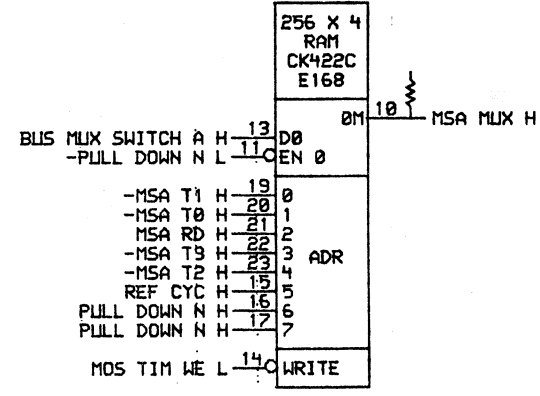 256 X 4
RAM
CK422C
E168
0M 10 MSA MUX H
BUS MUX SWITCH A H 13 D0
-PULL DOWN N L 11 EN 0
-MSA T1 H 19 0
-MSA T0 H 20 1
MSA RD H 21 2
-MSA T3 H 22 3 ADR
-MSA T2 H 23 4
REF CYC H 15 5
PULL DOWN N H 16 6
PULL DOWN N H 17 7
MOS TIM WE L 14 WRITE